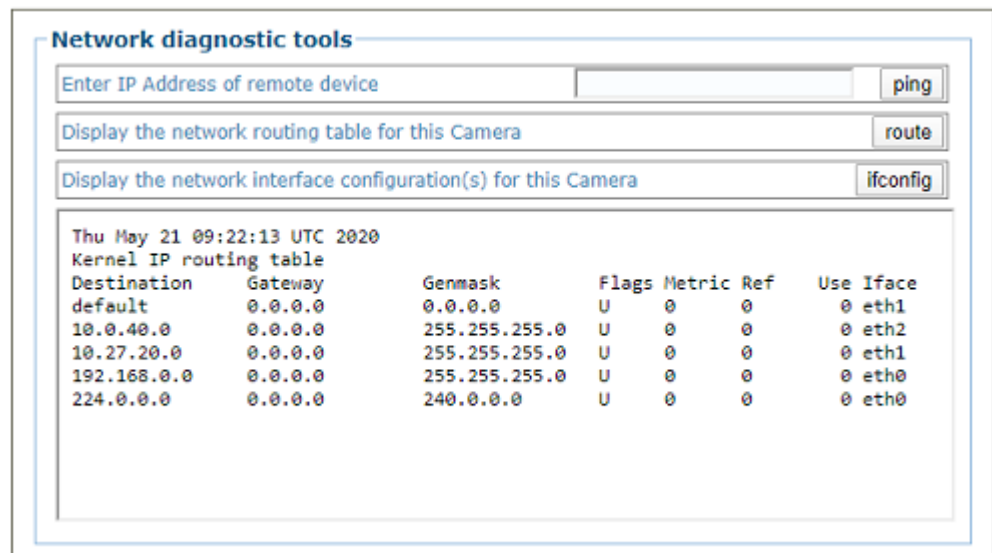 Network diagnostic tools
Enter IP Address of remote device ping
Display the network routing table for this Camera route
Display the network interface configuration(s) for this Camera ifconfig
Thu May 21 09:22:13 UTC 2020
Kernel IP routing table
Destination Gateway Genmask Flags Metric Ref Use Iface
default 0.0.0.0 0.0.0.0 U 0 0 0 eth1
10.0.40.0 0.0.0.0 255.255.255.0 U 0 0 0 eth2
10.27.20.0 0.0.0.0 255.255.255.0 U 0 0 0 eth1
192.168.0.0 0.0.0.0 255.255.255.0 U 0 0 0 eth0
224.0.0.0 0.0.0.0 240.0.0.0 U 0 0 0 eth0